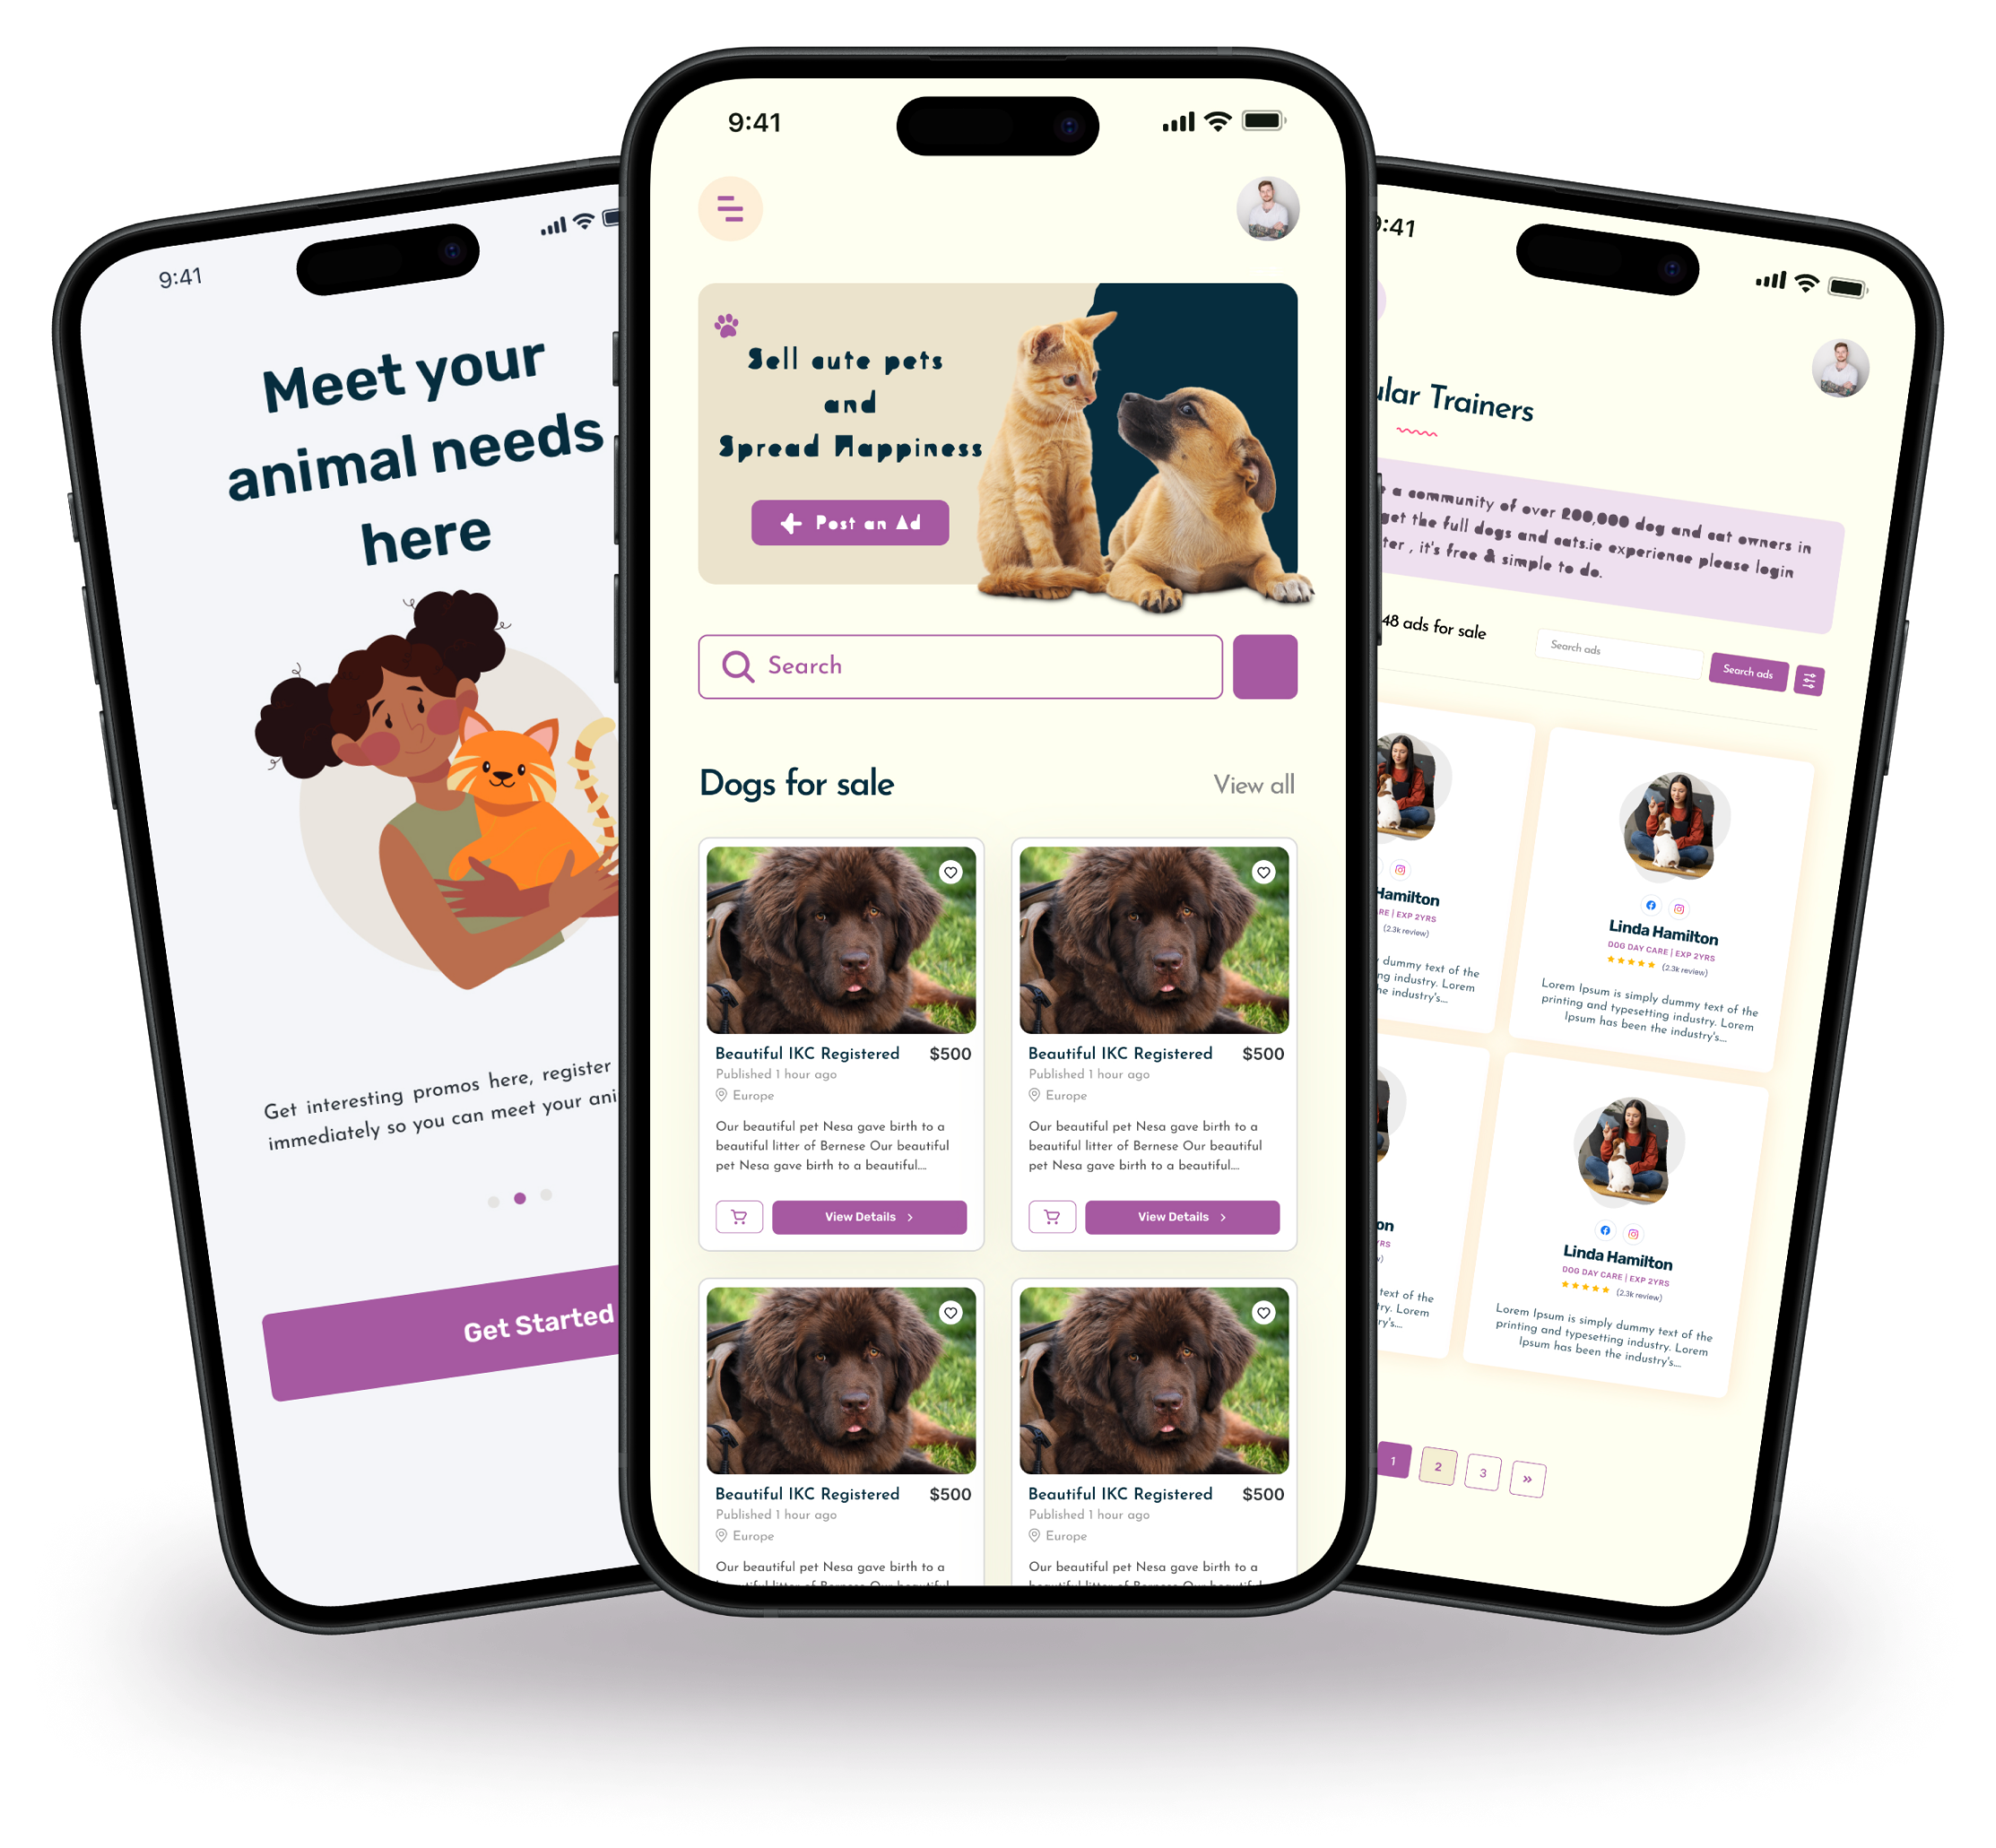 9:41
Meet your
animal needs
here
Get interesting promos here, register
immediately so you can meet your
Get Started
9:41
Sell cute pets
and
Spread Happiness
Post an Ad
Search
Dogs for sale
View all
Beautiful IKC Registered $500
Published 1 hour ago
Europe
Our beautiful pet Nesa gave birth to a
beautiful litter of Bernese Our beautiful
pet Nesa gave birth to a beautiful....
View Details
Beautiful IKC Registered $500
Published 1 hour ago
Europe
Our beautiful pet Nesa gave birth to a
beautiful litter of Bernese Our beautiful
pet Nesa gave birth to a beautiful....
View Details
Beautiful IKC Registered $500
Published 1 hour ago
Europe
Our beautiful pet Nesa gave birth to a
Beautiful IKC Registered $500
Published 1 hour ago
Europe
Our beautiful pet Nesa gave birth to a
:41
Trainers
a community of over 200,000 dog and cat owners in
get the full dogs and cats.ie experience please login
, it's free & simple to do.
48 ads for sale
Search ads
Search ads
Hamilton
| EXP 2YRS
(2.3k review)
dummy text of the
industry. Lorem
the industry's...
Linda Hamilton
DOG DAY CARE | EXP 2YRS
(2.3k review)
Lorem Ipsum is simply dummy text of the
printing and typesetting industry. Lorem
Ipsum has been the industry's...
text of the
Lorem
Linda Hamilton
DOG DAY CARE | EXP 2YRS
(2.3k review)
Lorem Ipsum is simply dummy text of the
printing and typesetting industry. Lorem
Ipsum has been the industry's...
1 2 3 »